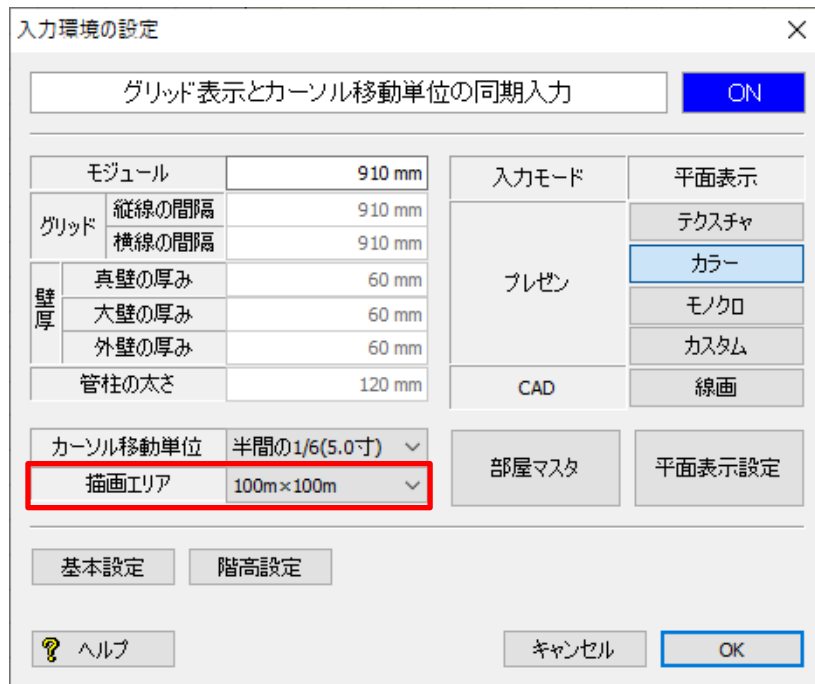 入力環境の設定
グリッド表示とカーソル移動単位の同期入力 ON
モジュール 910 mm
グリッド 縦線の間隔 910 mm
横線の間隔 910 mm
壁厚 真壁の厚み 60 mm
大壁の厚み 60 mm
外壁の厚み 60 mm
管柱の太さ 120 mm
入力モード 平面表示
プレゼン テクスチャ
カラー
モノクロ
カスタム
CAD 線画
カーソル移動単位 半間の1/6(5.0寸)
描画エリア 100m×100m
部屋マスタ 平面表示設定
基本設定 階高設定
ヘルプ キャンセル OK